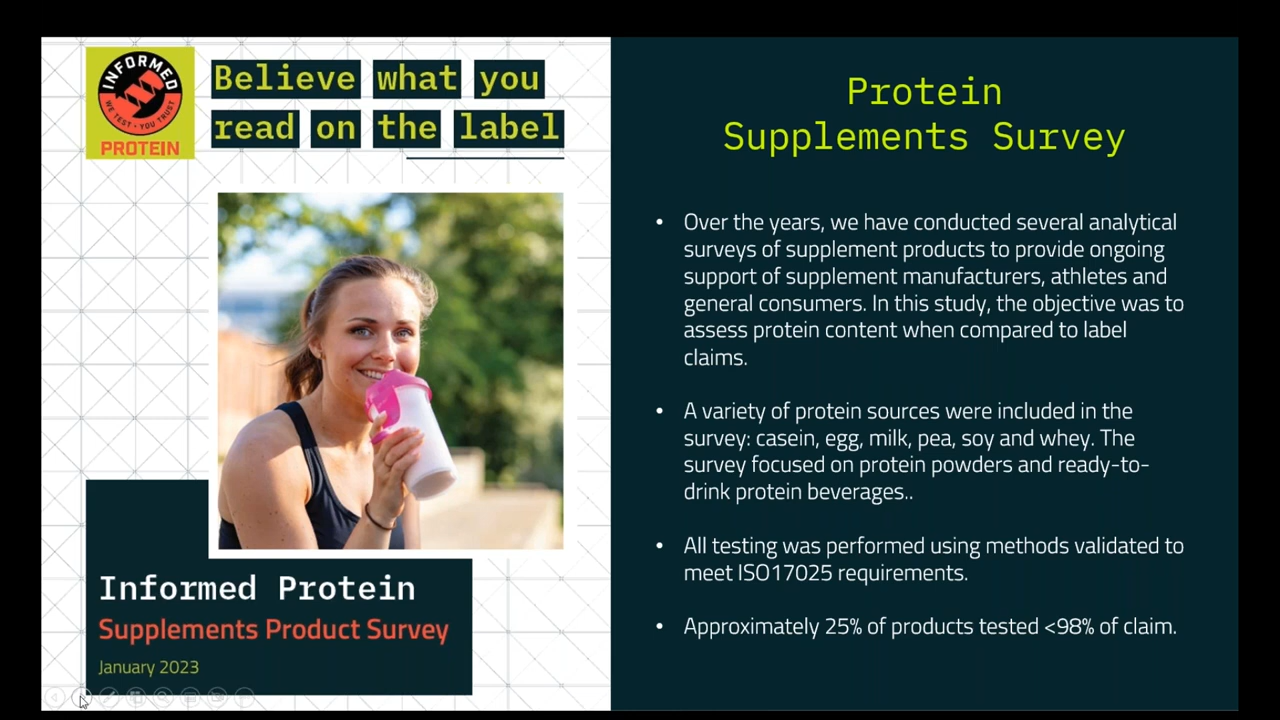 INFORMED
WE TEST · YOU TRUST
PROTEIN
Believe what you
read on the label
Informed Protein
Supplements Product Survey
January 2023
Protein
Supplements Survey
• Over the years, we have conducted several analytical
surveys of supplement products to provide ongoing
support of supplement manufacturers, athletes and
general consumers. In this study, the objective was to
assess protein content when compared to label
claims.
• A variety of protein sources were included in the
survey: casein, egg, milk, pea, soy and whey. The
survey focused on protein powders and ready-to-
drink protein beverages..
• All testing was performed using methods validated to
meet ISO17025 requirements.
• Approximately 25% of products tested <98% of claim.